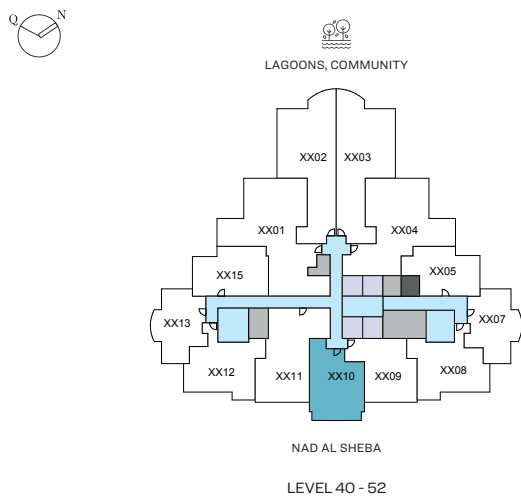 Q N
LAGOONS, COMMUNITY
XX02 XX03
XX01 XX04
XX15 XX05
XX13 XX07
XX12 XX11 XX10 XX09 XX08
NAD AL SHEBA
LEVEL 40 - 52